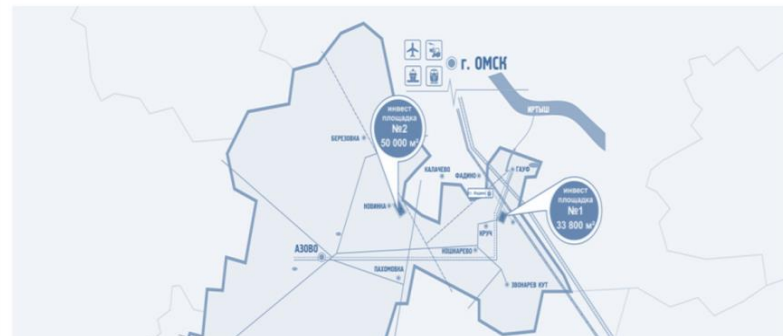 г. ОМСК
ИРТЫШ
инвест
площадка
№2
50 000 м²
БЕРЕЗОВКА
КАЛАЧЕВО
ФАДИНО
ГАУФ
инвест
площадка
№1
33 800 м²
НОВИНКА
КРУЧ
АЗОВО
КОШКАРЕВО
ПАХОМОВКА
ЗВОНАРЕВ КУТ